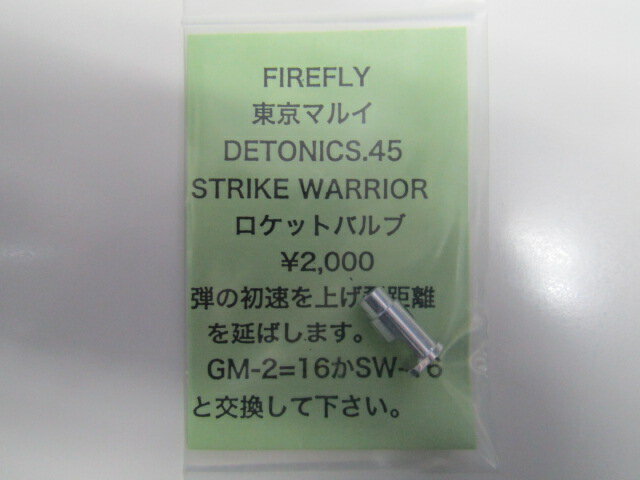 FIREFLY
東京マルイ
DETONICS.45
STRIKE WARRIOR
ロケットバルブ
¥2,000
弾の初速を上げ 距離
を延ばします。
GM-2=16かSW- 6
と交換して下さい。